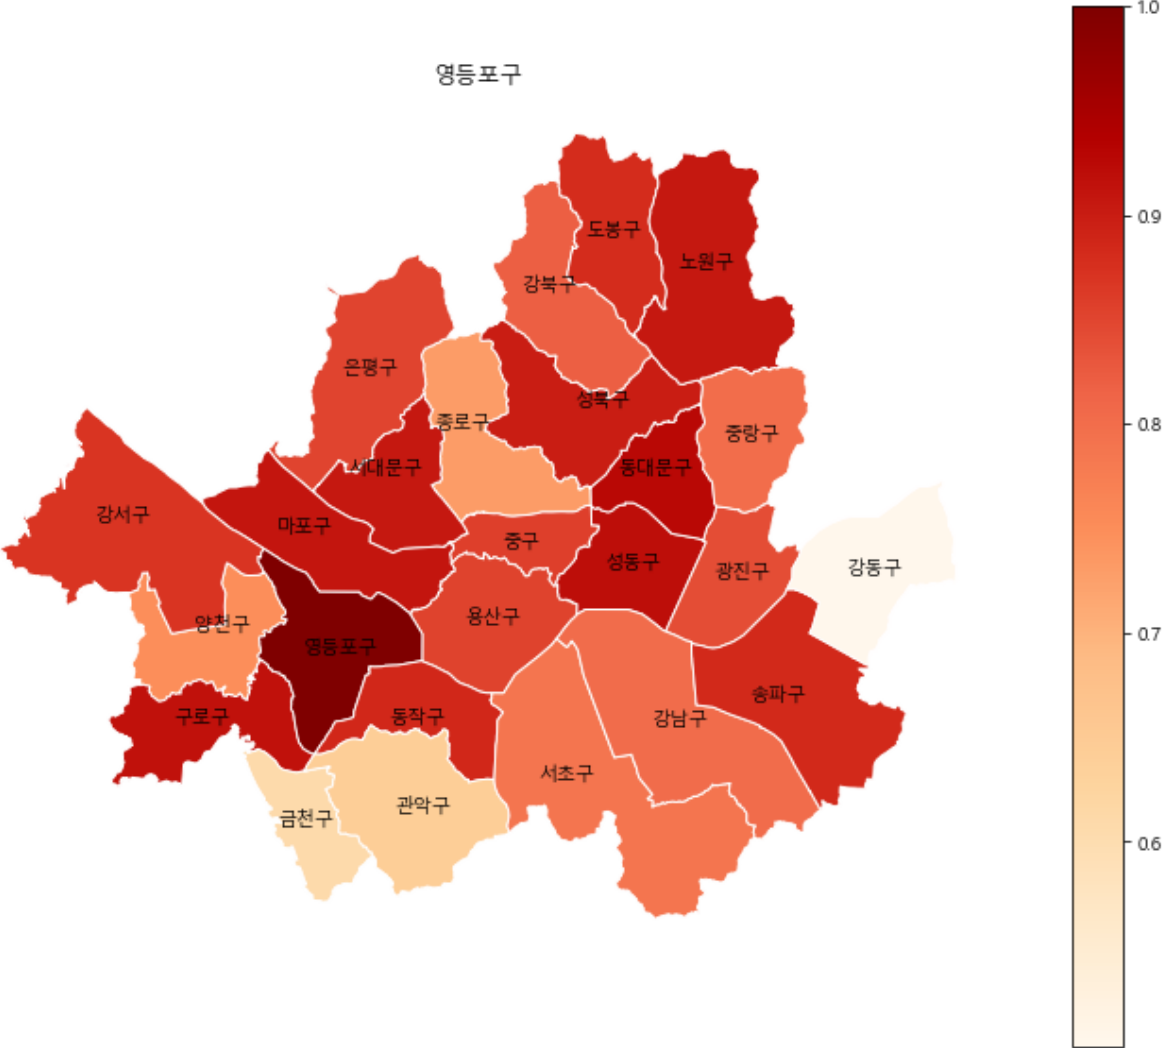 영등포구
도봉구
노원구
강북구
은평구
성북구
종로구
중랑구
서대문구
동대문구
강서구
마포구
중구
성동구
광진구
강동구
양천구
용산구
영등포구
구로구
동작구
송파구
강남구
서초구
관악구
금천구
1.0
0.9
0.8
0.7
0.6